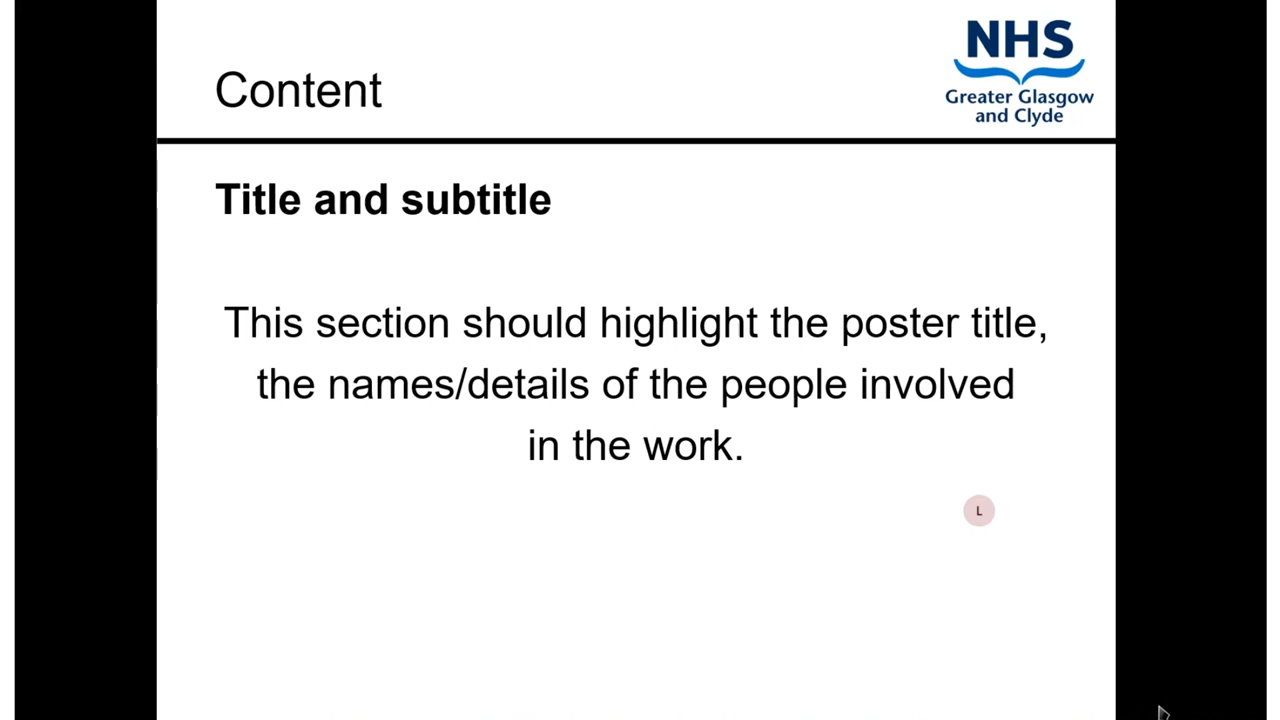 Content
NHS
Greater Glasgow
and Clyde
Title and subtitle
This section should highlight the poster title,
the names/details of the people involved
in the work.
L